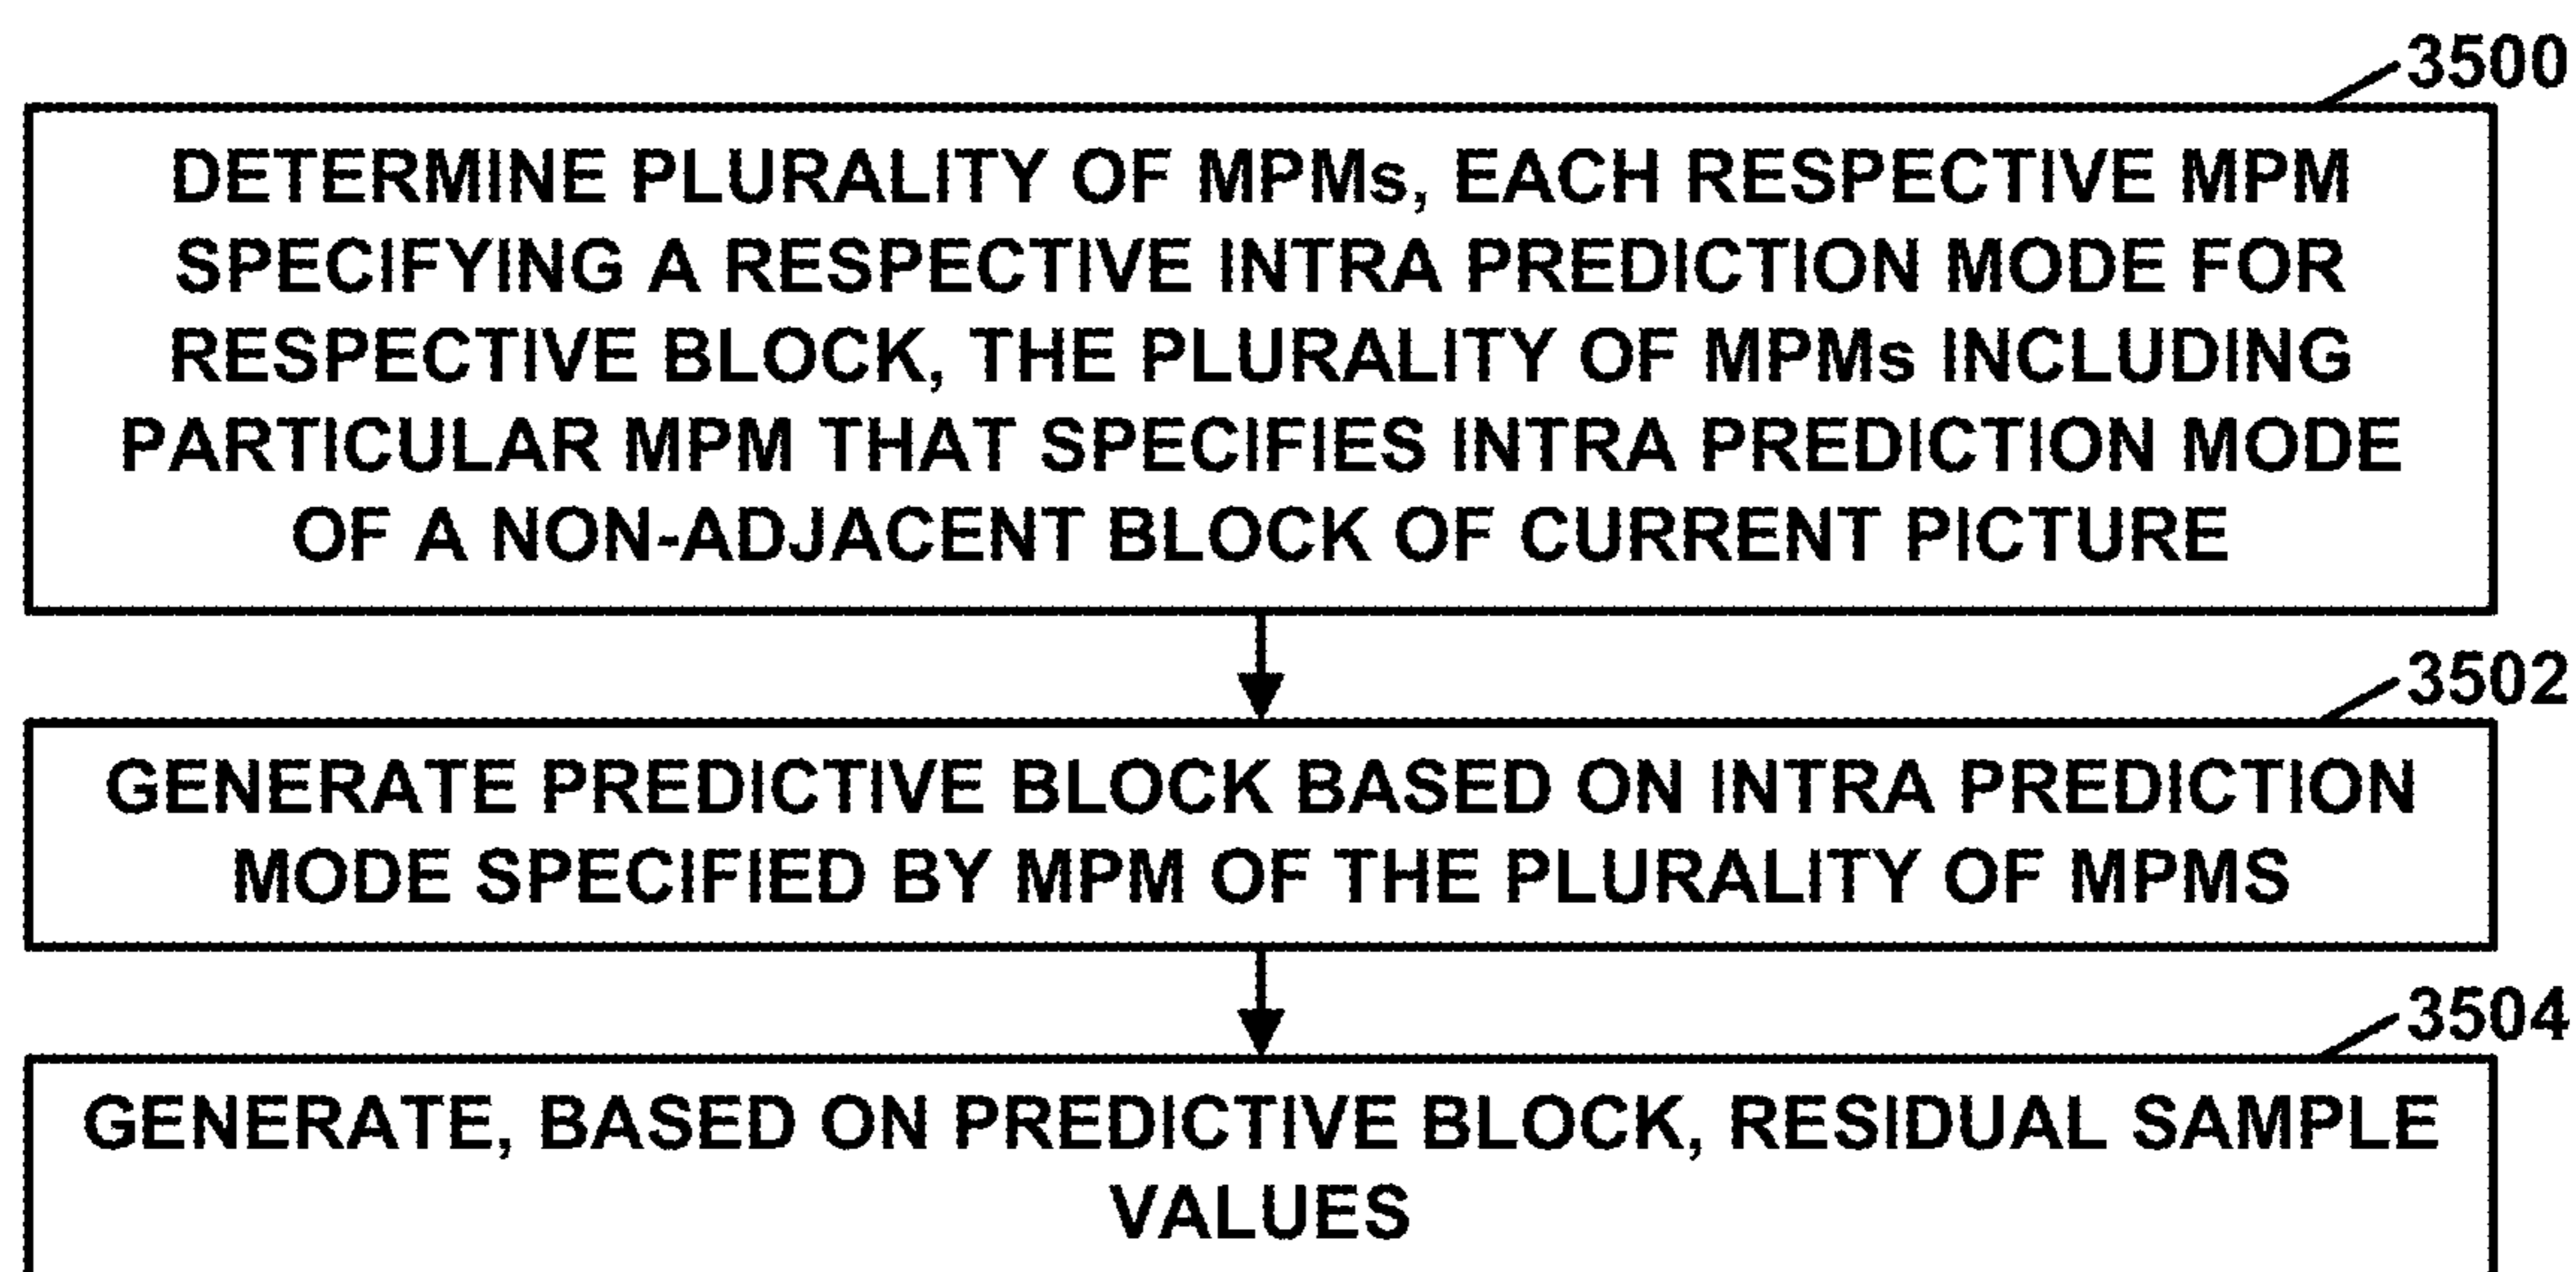 3500
DETERMINE PLURALITY OF MPMs, EACH RESPECTIVE MPM
SPECIFYING A RESPECTIVE INTRA PREDICTION MODE FOR
RESPECTIVE BLOCK, THE PLURALITY OF MPMs INCLUDING
PARTICULAR MPM THAT SPECIFIES INTRA PREDICTION MODE
OF A NON-ADJACENT BLOCK OF CURRENT PICTURE
3502
GENERATE PREDICTIVE BLOCK BASED ON INTRA PREDICTION
MODE SPECIFIED BY MPM OF THE PLURALITY OF MPMS
3504
GENERATE, BASED ON PREDICTIVE BLOCK, RESIDUAL SAMPLE
VALUES